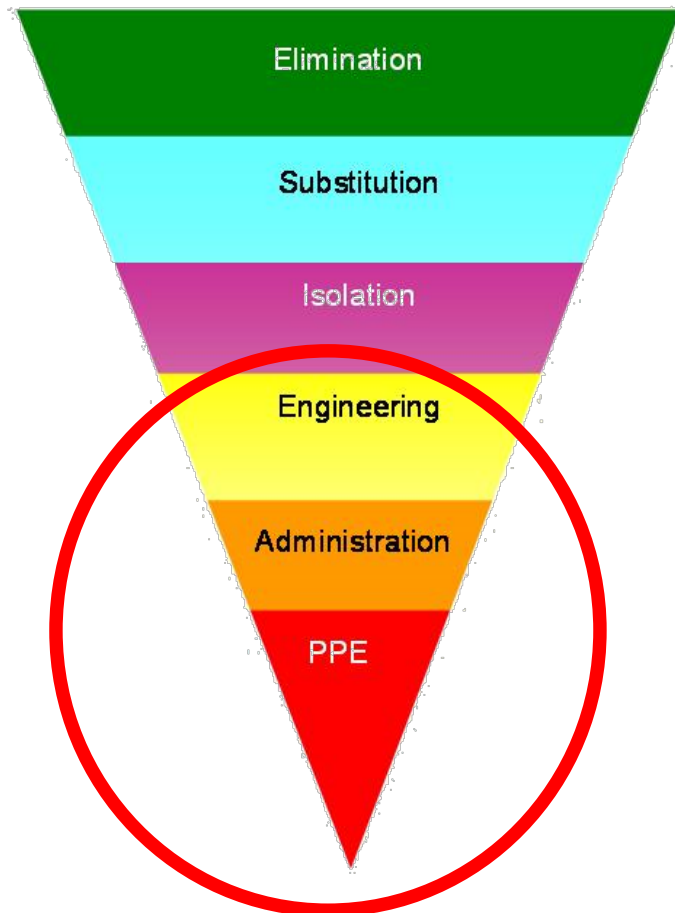 Elimination
Substitution
Isolation
Engineering
Administration
PPE